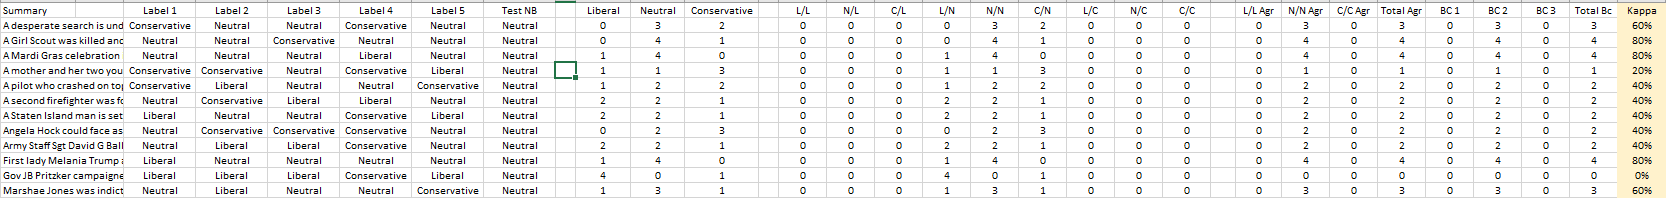 Summary Label 1 Label 2 Label 3 Label 4 Label 5 Test NB Liberal Neutral Conservative L/L N/L C/L L/N N/N C/N L/C N/C C/C L/L Agr N/N Agr C/C Agr Total Agr BC 1 BC 2 BC 3 Total Bc Kappa
A desperate search is und Conservative Neutral Neutral Conservative Neutral Neutral 0 3 2 0 0 0 0 3 2 0 0 0 0 3 0 3 0 3 0 3 60%
A Girl Scout was killed and Neutral Neutral Conservative Neutral Neutral Neutral 0 4 1 0 0 0 0 4 1 0 0 0 0 4 0 4 0 4 0 4 80%
A Mardi Gras celebration Neutral Neutral Neutral Liberal Neutral Neutral 1 4 0 0 0 0 1 4 0 0 0 0 0 4 0 4 0 4 0 4 80%
A mother and her two you Conservative Conservative Neutral Conservative Liberal Neutral 1 1 3 0 0 0 1 1 3 0 0 0 0 1 0 1 0 1 0 1 20%
A pilot who crashed on to Conservative Liberal Neutral Neutral Conservative Neutral 1 2 2 0 0 0 1 2 2 0 0 0 0 2 0 2 0 2 0 2 40%
A second firefighter was fo Neutral Conservative Liberal Liberal Neutral Neutral 2 2 1 0 0 0 2 2 1 0 0 0 0 2 0 2 0 2 0 2 40%
A Staten Island man is set Liberal Neutral Neutral Conservative Liberal Neutral 2 2 1 0 0 0 2 2 1 0 0 0 0 2 0 2 0 2 0 2 40%
Angela Hock could face as Neutral Conservative Conservative Conservative Neutral Neutral 0 2 3 0 0 0 0 2 3 0 0 0 0 2 0 2 0 2 0 2 40%
Army Staff Sgt David G Ball Neutral Liberal Liberal Conservative Neutral Neutral 2 2 1 0 0 0 2 2 1 0 0 0 0 2 0 2 0 2 0 2 40%
First lady Melania Trump Liberal Neutral Neutral Neutral Neutral Neutral 1 4 0 0 0 0 1 4 0 0 0 0 0 4 0 4 0 4 0 4 80%
Gov JB Pritzker campaigne Liberal Liberal Liberal Conservative Liberal Neutral 4 0 1 0 0 0 4 0 1 0 0 0 0 0 0 0 0 0 0 0 0%
Marshae Jones was indict Neutral Liberal Neutral Neutral Conservative Neutral 1 3 1 0 0 0 1 3 1 0 0 0 0 3 0 3 0 3 0 3 60%